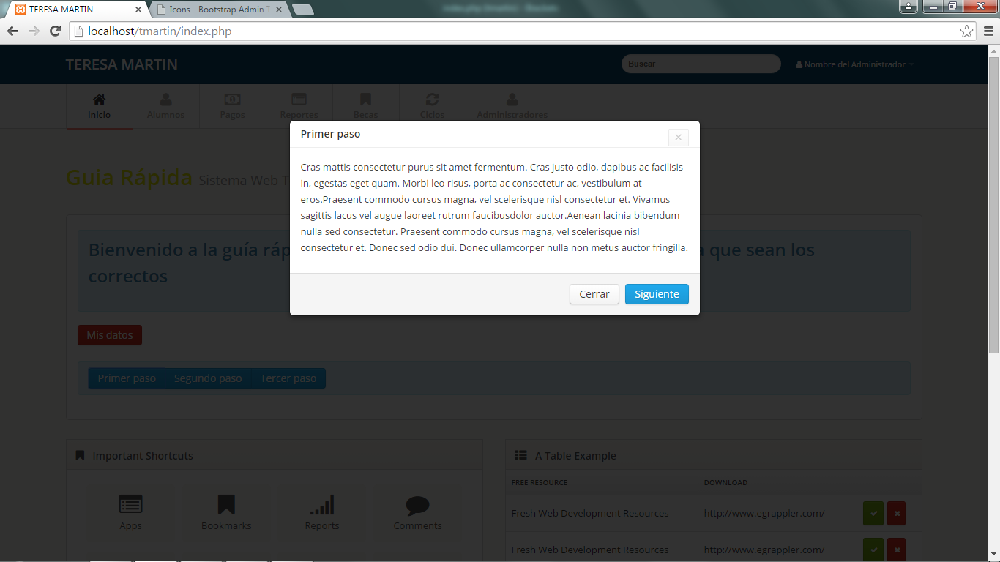 TERESA MARTIN
Icons - Bootstrap Admin T
index.php (tmartin) - Brackets
localhost/tmartin/index.php
TERESA MARTIN
Buscar
Nombre del Administrador
Inicio
Alumnos
Pagos
Reportes
Becas
Ciclos
Administradores
Primer paso
×
Guia Rápida Sistema Web T
Cras mattis consectetur purus sit amet fermentum. Cras justo odio, dapibus ac facilisis
in, egestas eget quam. Morbi leo risus, porta ac consectetur ac, vestibulum at
eros.Praesent commodo cursus magna, vel scelerisque nisl consectetur et. Vivamus
sagittis lacus vel augue laoreet rutrum faucibusdolor auctor.Aenean lacinia bibendum
nulla sed consectetur. Praesent commodo cursus magna, vel scelerisque nisl
consectetur et. Donec sed odio dui. Donec ullamcorper nulla non metus auctor fringilla.
Cerrar
Siguiente
Bienvenido a la guía ráp
a que sean los
correctos
Mis datos
Primer paso
Segundo paso
Tercer paso
Important Shortcuts
Apps
Bookmarks
Reports
Comments
A Table Example
FREE RESOURCE
DOWNLOAD
Fresh Web Development Resources
http://www.egrappler.com/
Fresh Web Development Resources
http://www.egrappler.com/